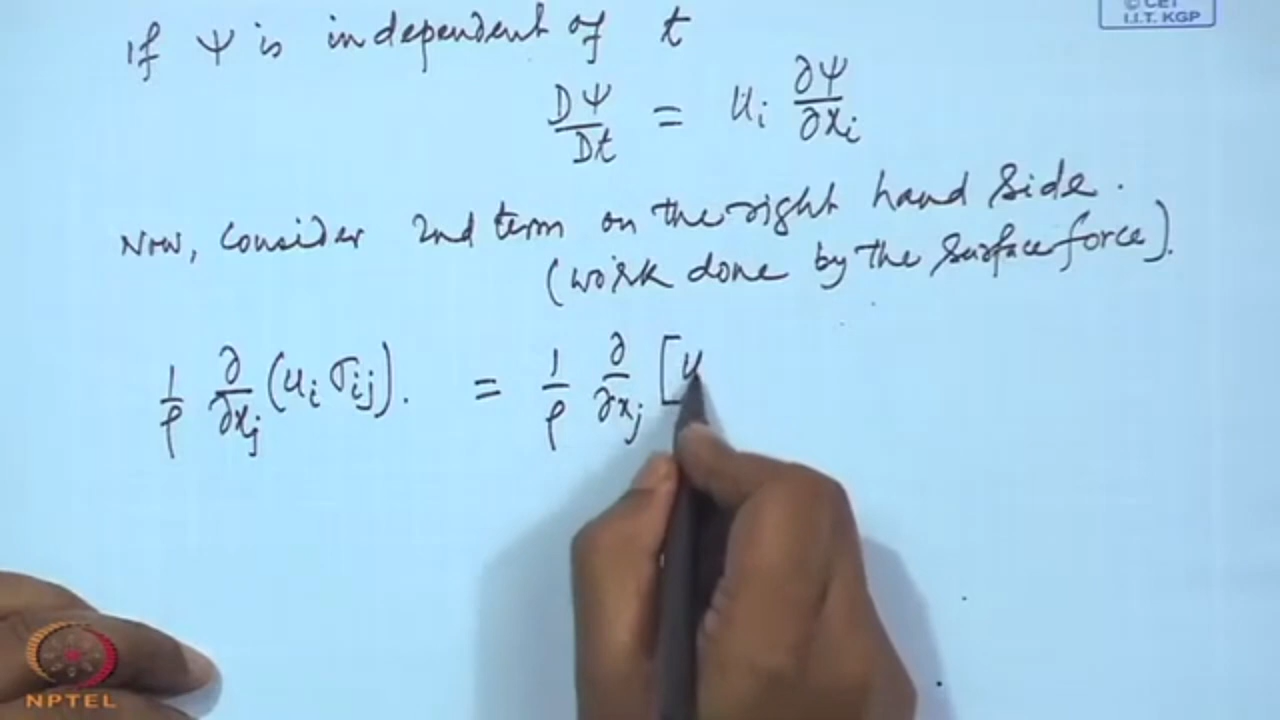 © CET
I.I.T. KGP
If Ψ is independent of t
DΨ/Dt = u_i ∂Ψ/∂x_i
Now, Consider 2nd term on the right hand side.
(work done by the surface force).
1/ρ ∂/∂x_j (u_i σ_ij). = 1/ρ ∂/∂x_j [u
NPTEL